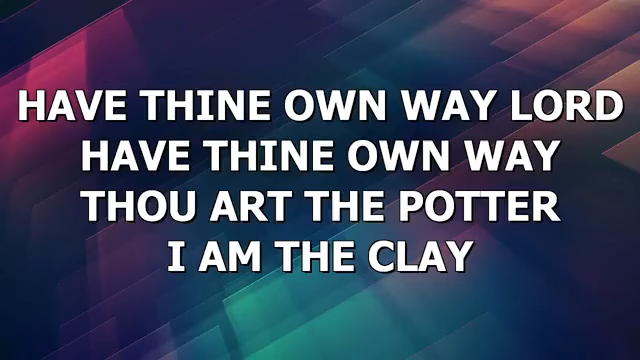 HAVE THINE OWN WAY LORD
HAVE THINE OWN WAY
THOU ART THE POTTER
I AM THE CLAY